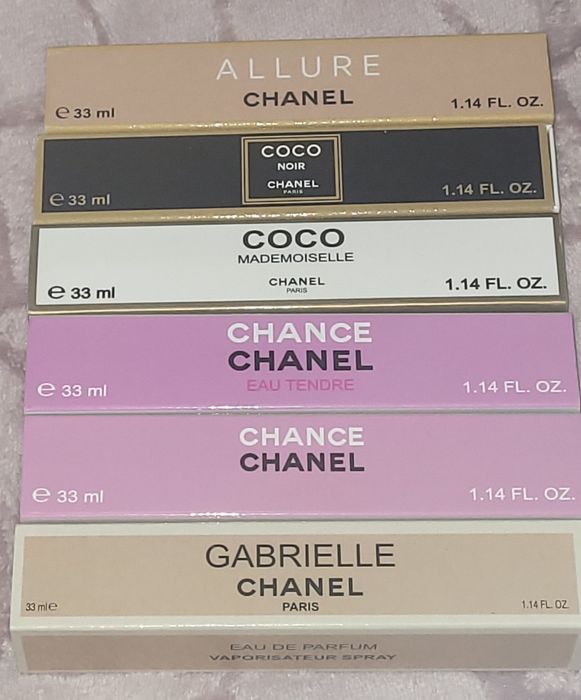 ALLURE
CHANEL
℮ 33 ml
1.14 FL. OZ.
COCO
NOIR
CHANEL
PARIS
℮ 33 ml
1.14 FL. OZ.
COCO
MADEMOISELLE
CHANEL
PARIS
℮ 33 ml
1.14 FL. OZ.
CHANCE
CHANEL
EAU TENDRE
℮ 33 ml
1.14 FL. OZ.
CHANCE
CHANEL
℮ 33 ml
1.14 FL. OZ.
GABRIELLE
CHANEL
PARIS
33 ml ℮
1.14 FL. OZ.
EAU DE PARFUM
VAPORISATEUR SPRAY